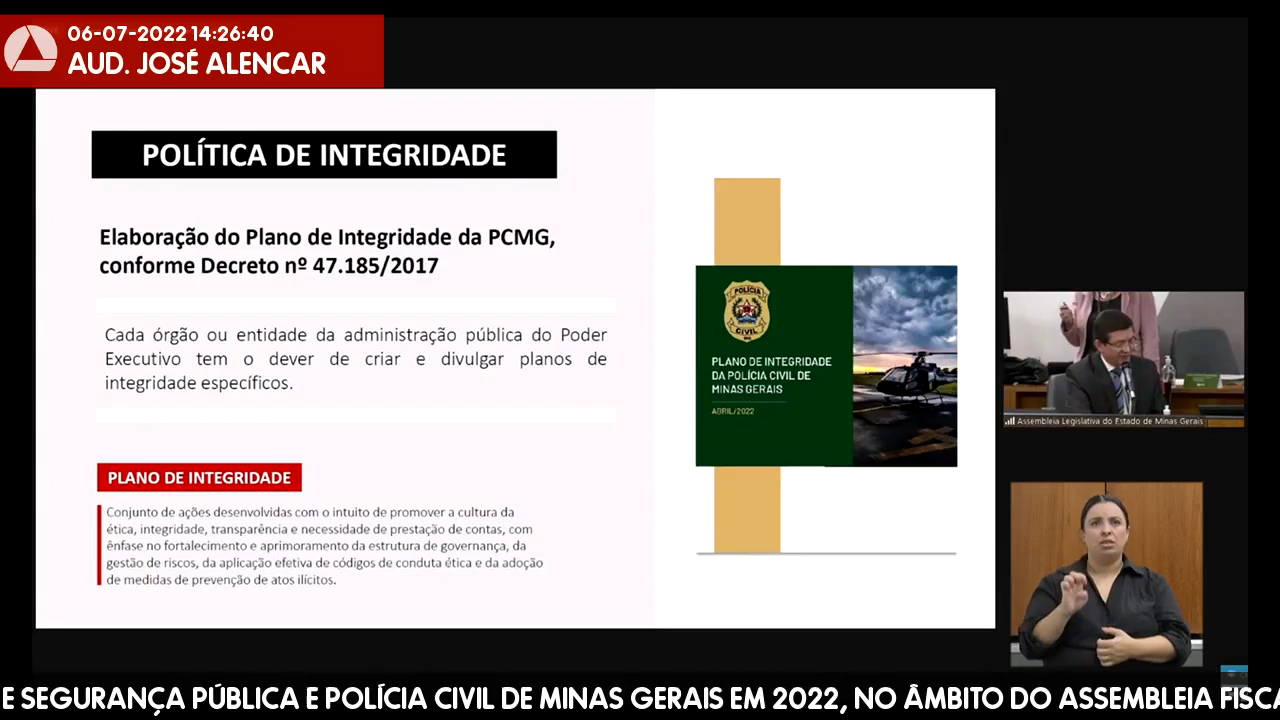 06-07-2022 14:26:40
AUD. JOSÉ ALENCAR
POLÍTICA DE INTEGRIDADE
Elaboração do Plano de Integridade da PCMG,
conforme Decreto nº 47.185/2017
Cada órgão ou entidade da administração pública do Poder
Executivo tem o dever de criar e divulgar planos de
integridade específicos.
PLANO DE INTEGRIDADE
Conjunto de ações desenvolvidas com o intuito de promover a cultura da
ética, integridade, transparência e necessidade de prestação de contas, com
ênfase no fortalecimento e aprimoramento da estrutura de governança, da
gestão de riscos, da aplicação efetiva de códigos de conduta ética e da adoção
de medidas de prevenção de atos ilícitos.
POLÍCIA
CIVIL
PLANO DE INTEGRIDADE
DA POLÍCIA CIVIL DE
MINAS GERAIS
ABRIL/2022
Assembleia Legislativa do Estado de Minas Gerais
E SEGURANÇA PÚBLICA E POLÍCIA CIVIL DE MINAS GERAIS EM 2022, NO ÂMBITO DO ASSEMBLEIA FISCA